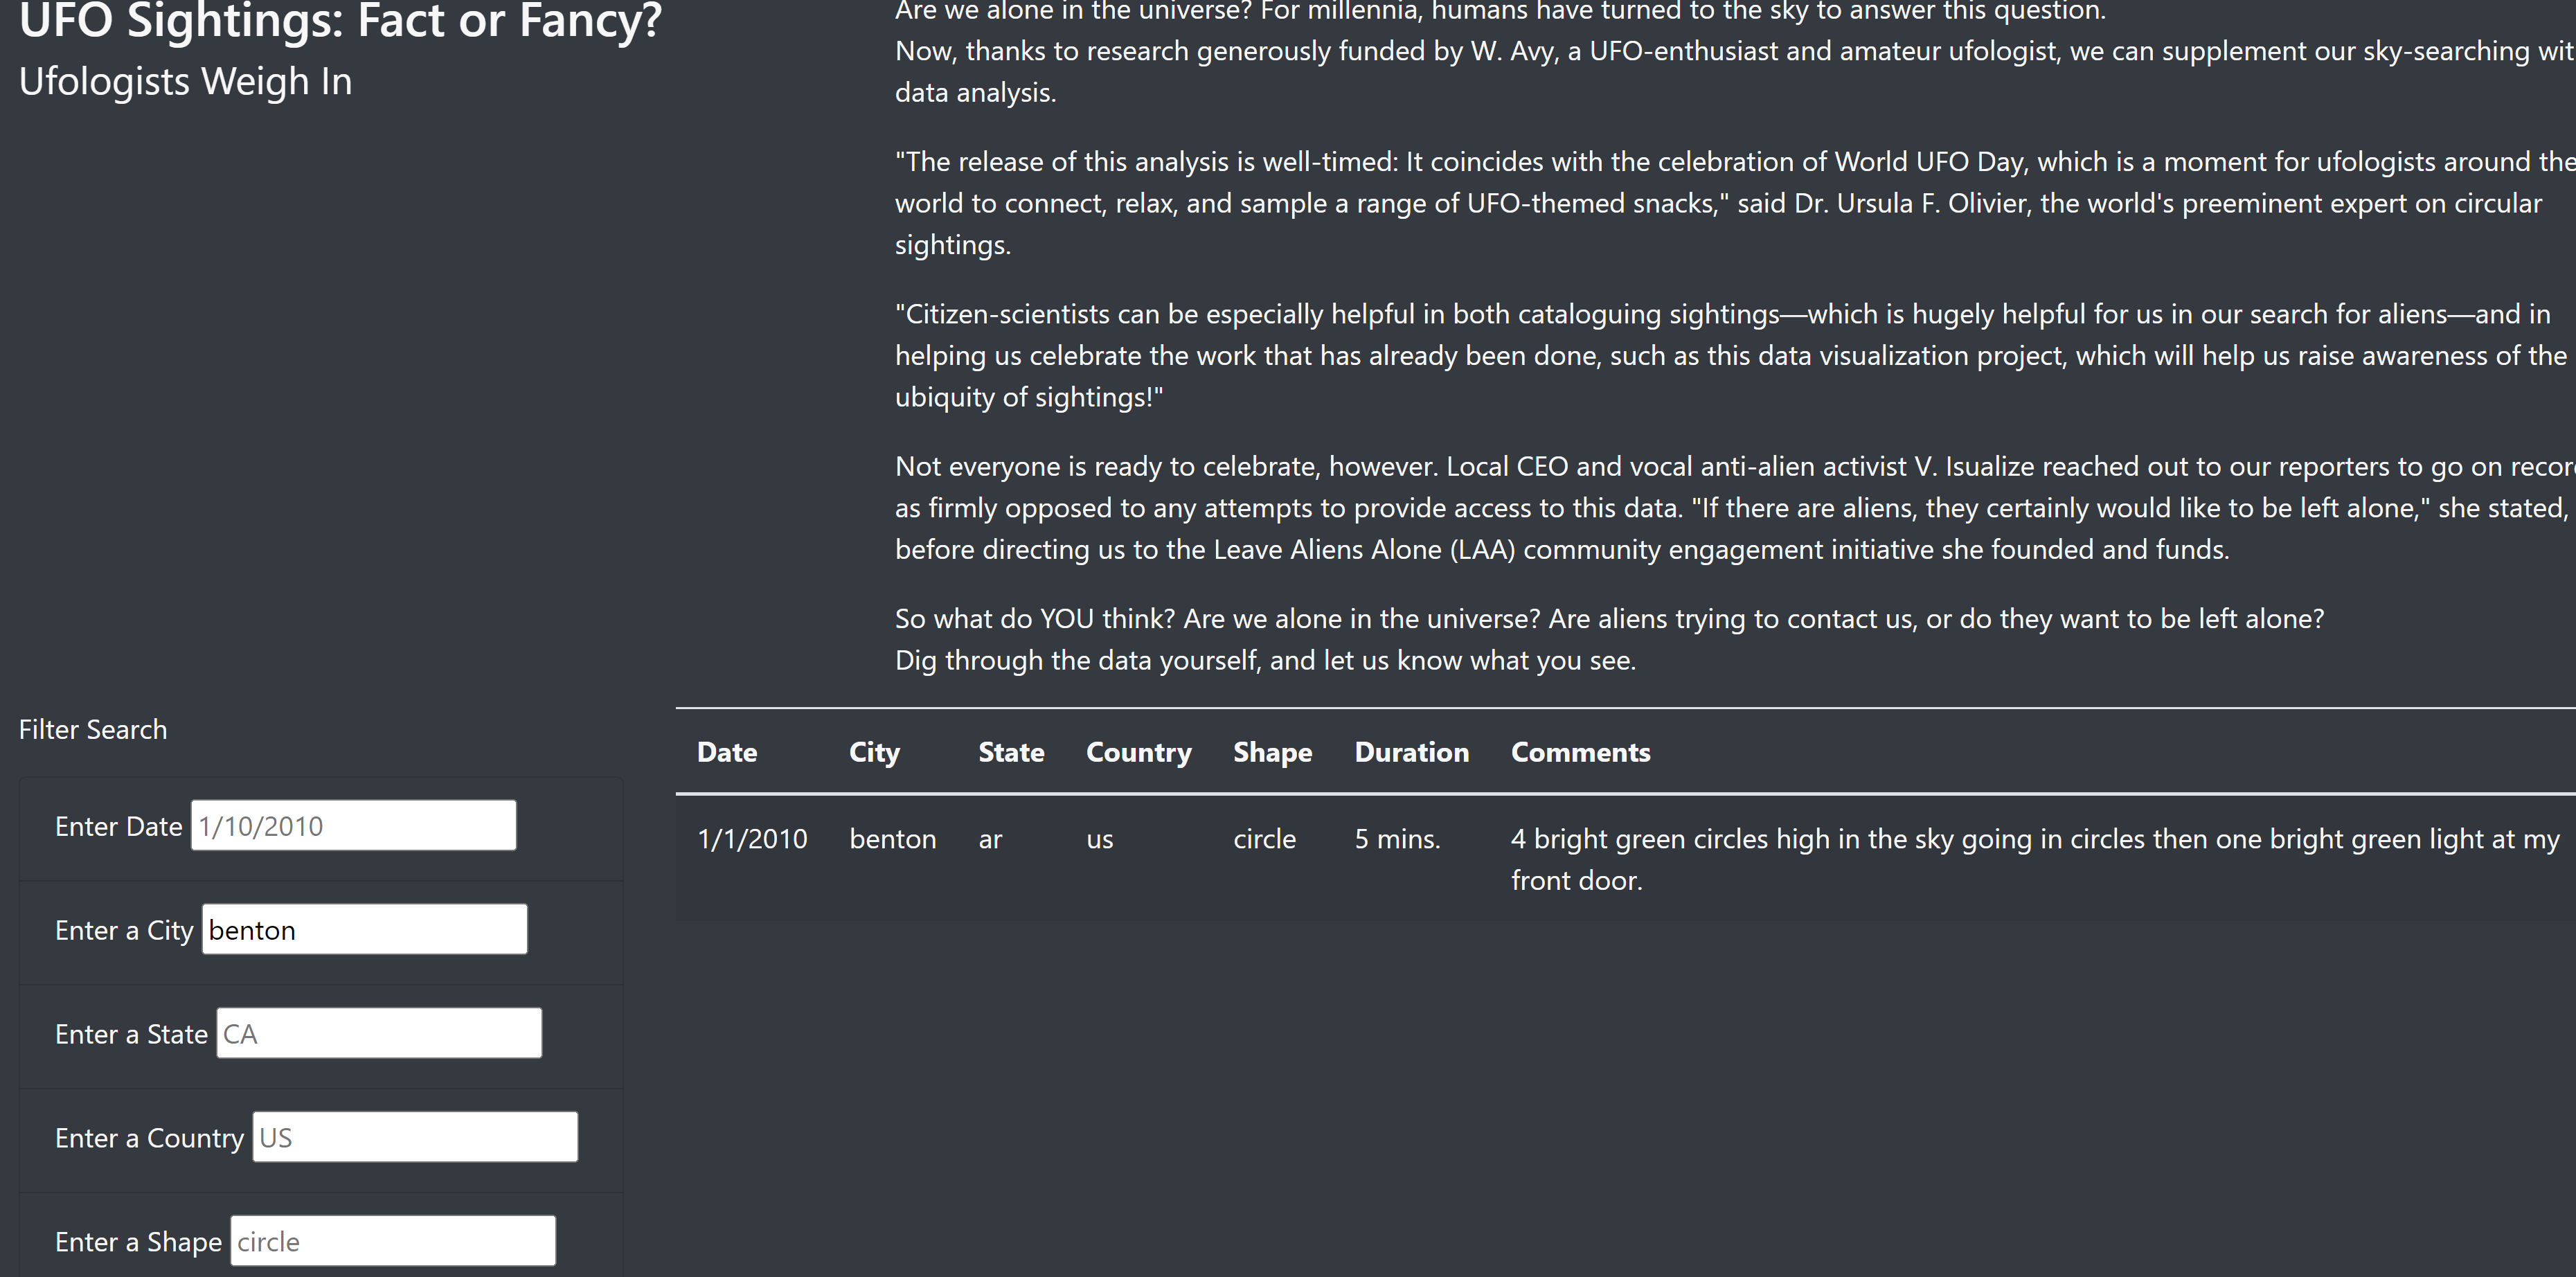 UFO Sightings: Fact or Fancy?
Ufologists Weigh In
Are we alone in the universe? For millennia, humans have turned to the sky to answer this question.
Now, thanks to research generously funded by W. Avy, a UFO-enthusiast and amateur ufologist, we can supplement our sky-searching wit
data analysis.
"The release of this analysis is well-timed: It coincides with the celebration of World UFO Day, which is a moment for ufologists around the
world to connect, relax, and sample a range of UFO-themed snacks," said Dr. Ursula F. Olivier, the world's preeminent expert on circular
sightings.
"Citizen-scientists can be especially helpful in both cataloguing sightings—which is hugely helpful for us in our search for aliens—and in
helping us celebrate the work that has already been done, such as this data visualization project, which will help us raise awareness of the
ubiquity of sightings!"
Not everyone is ready to celebrate, however. Local CEO and vocal anti-alien activist V. Isualize reached out to our reporters to go on recor
as firmly opposed to any attempts to provide access to this data. "If there are aliens, they certainly would like to be left alone," she stated,
before directing us to the Leave Aliens Alone (LAA) community engagement initiative she founded and funds.
So what do YOU think? Are we alone in the universe? Are aliens trying to contact us, or do they want to be left alone?
Dig through the data yourself, and let us know what you see.
Filter Search
Enter Date 1/10/2010
Enter a City benton
Enter a State CA
Enter a Country US
Enter a Shape circle
Date City State Country Shape Duration Comments
1/1/2010 benton ar us circle 5 mins. 4 bright green circles high in the sky going in circles then one bright green light at my
front door.